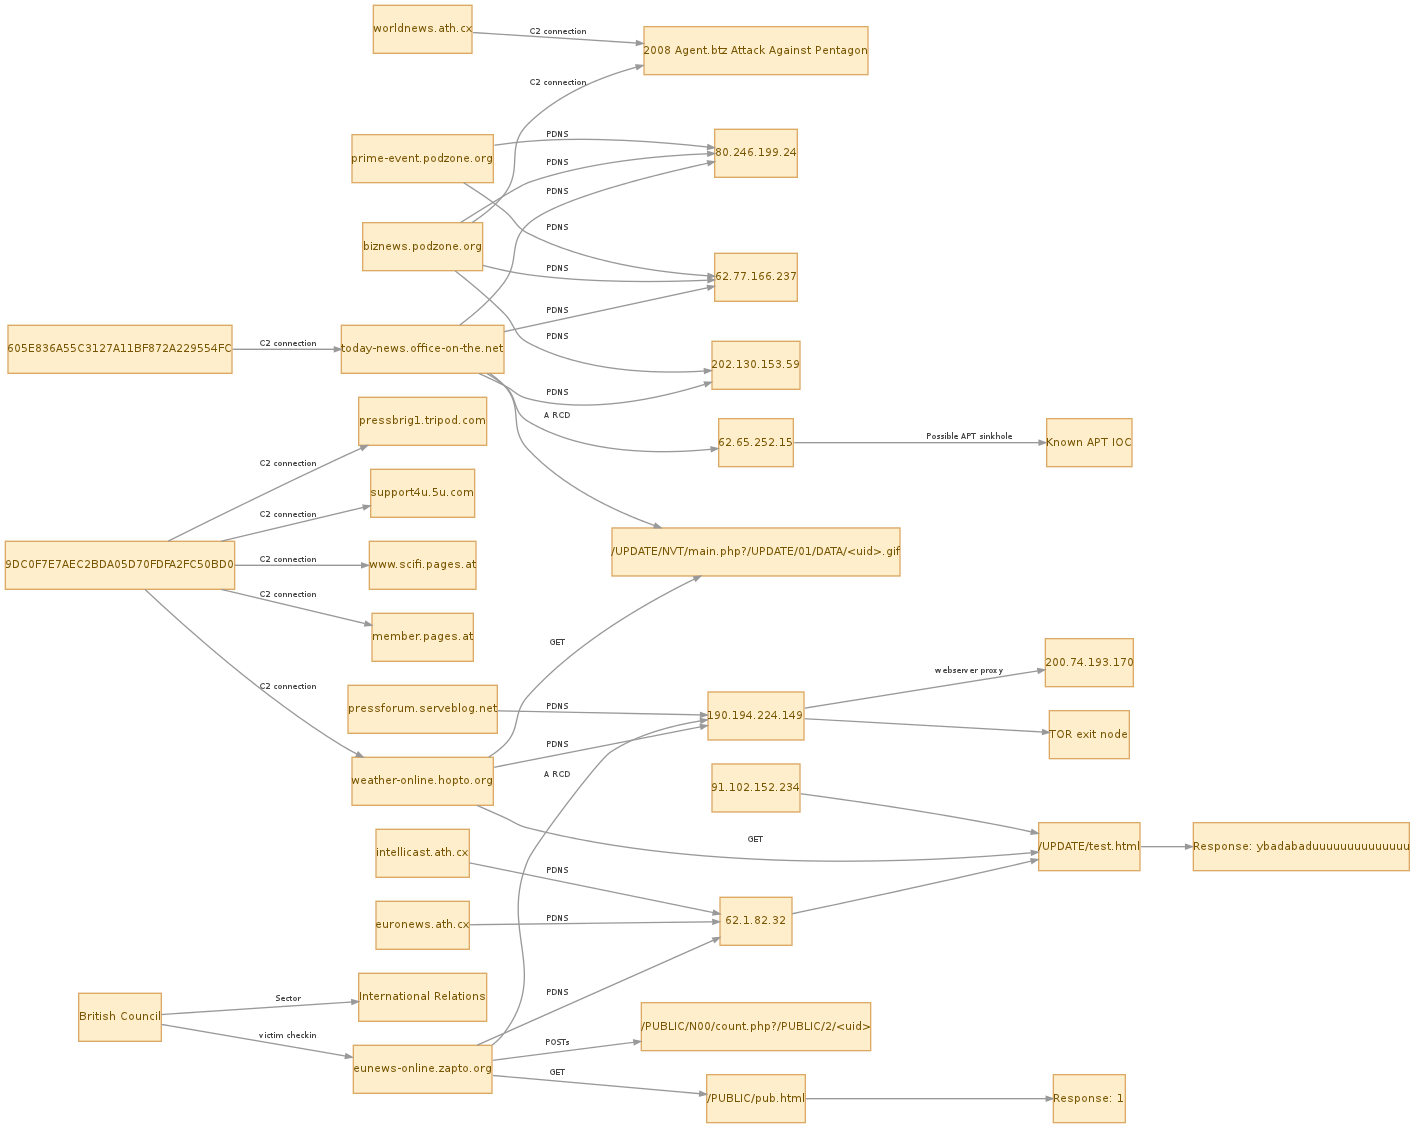 worldnews.ath.cx
C2 connection
2008 Agent.btz Attack Against Pentagon
C2 connection
prime-event.podzone.org
PDNS
80.246.199.24
PDNS
PDNS
biznews.podzone.org
PDNS
PDNS
62.77.166.237
PDNS
605E836A55C3127A11BF872A229554FC
C2 connection
today-news.office-on-the.net
PDNS
202.130.153.59
PDNS
A RCD
pressbrig1.tripod.com
62.65.252.15
Possible APT sinkhole
Known APT IOC
C2 connection
support4u.5u.com
C2 connection
/UPDATE/NVT/main.php?/UPDATE/01/DATA/<uid>.gif
9DC0F7E7AEC2BDA05D70FDFA2FC50BD0
C2 connection
www.scifi.pages.at
C2 connection
member.pages.at
GET
C2 connection
200.74.193.170
webserver proxy
pressforum.serveblog.net
PDNS
190.194.224.149
TOR exit node
PDNS
weather-online.hopto.org
A RCD
91.102.152.234
GET
/UPDATE/test.html
Response: ybadabaduuuuuuuuuuuuuu
intellicast.ath.cx
PDNS
euronews.ath.cx
PDNS
62.1.82.32
International Relations
Sector
PDNS
British Council
victim checkin
/PUBLIC/N00/count.php?/PUBLIC/2/<uid>
POSTs
eunews-online.zapto.org
GET
/PUBLIC/pub.html
Response: 1